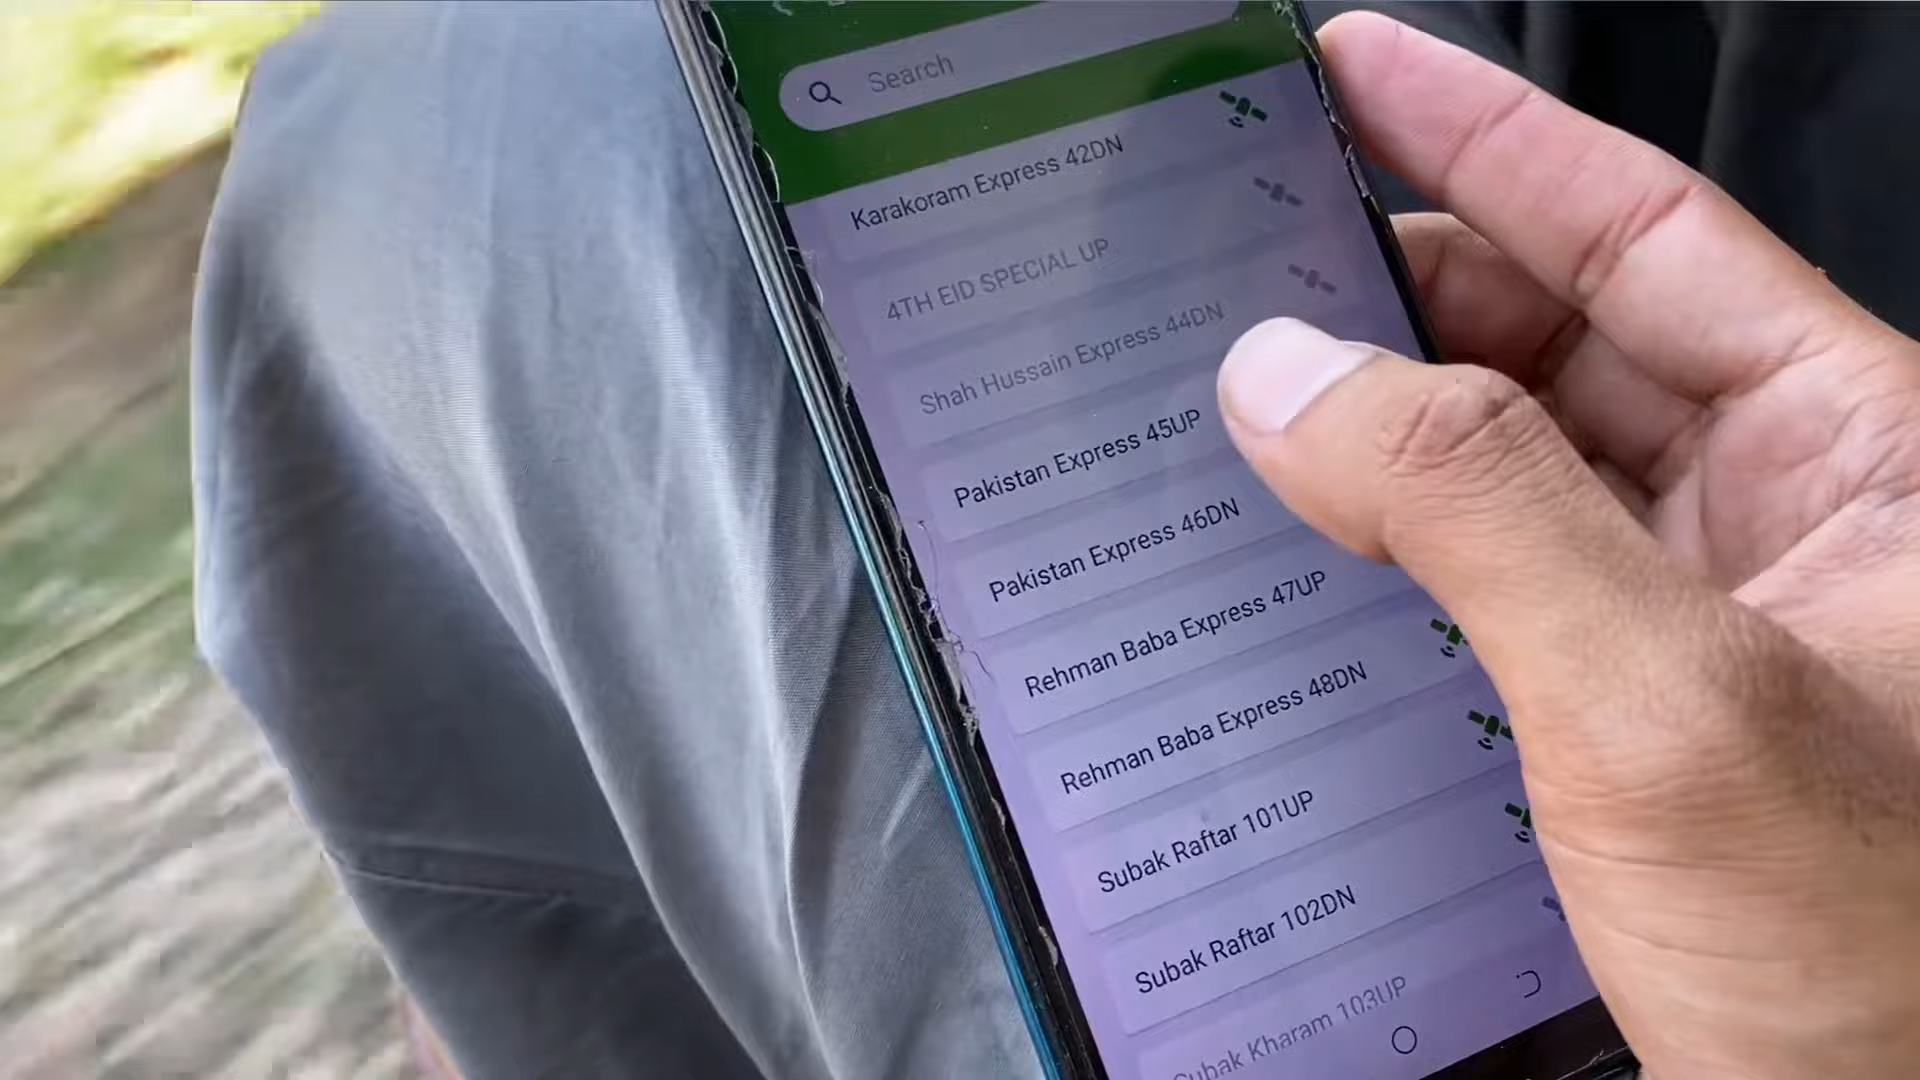 Search
Karakoram Express 42DN
4TH EID SPECIAL UP
Shah Hussain Express 44DN
Pakistan Express 45UP
Pakistan Express 46DN
Rehman Baba Express 47UP
Rehman Baba Express 48DN
Subak Raftar 101UP
Subak Raftar 102DN
Subak Kharam 103UP